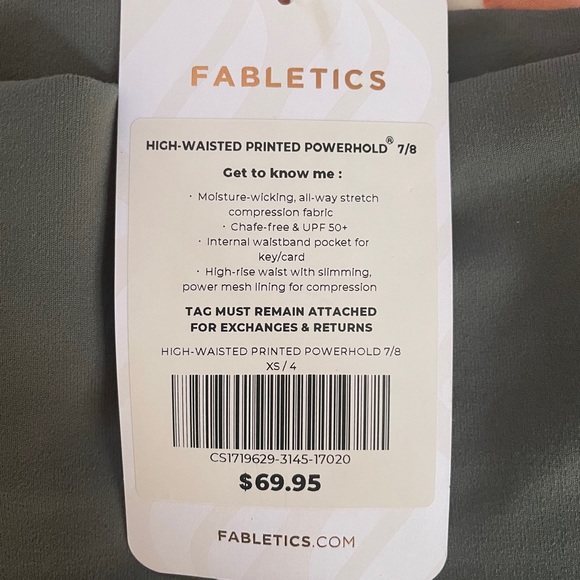 FABLETICS
HIGH-WAISTED PRINTED POWERHOLD® 7/8
Get to know me :
· Moisture-wicking, all-way stretch
compression fabric
· Chafe-free & UPF 50+
· Internal waistband pocket for
key/card
· High-rise waist with slimming,
power mesh lining for compression
TAG MUST REMAIN ATTACHED
FOR EXCHANGES & RETURNS
HIGH-WAISTED PRINTED POWERHOLD 7/8
XS / 4
CS1719629-3145-17020
$69.95
FABLETICS.COM